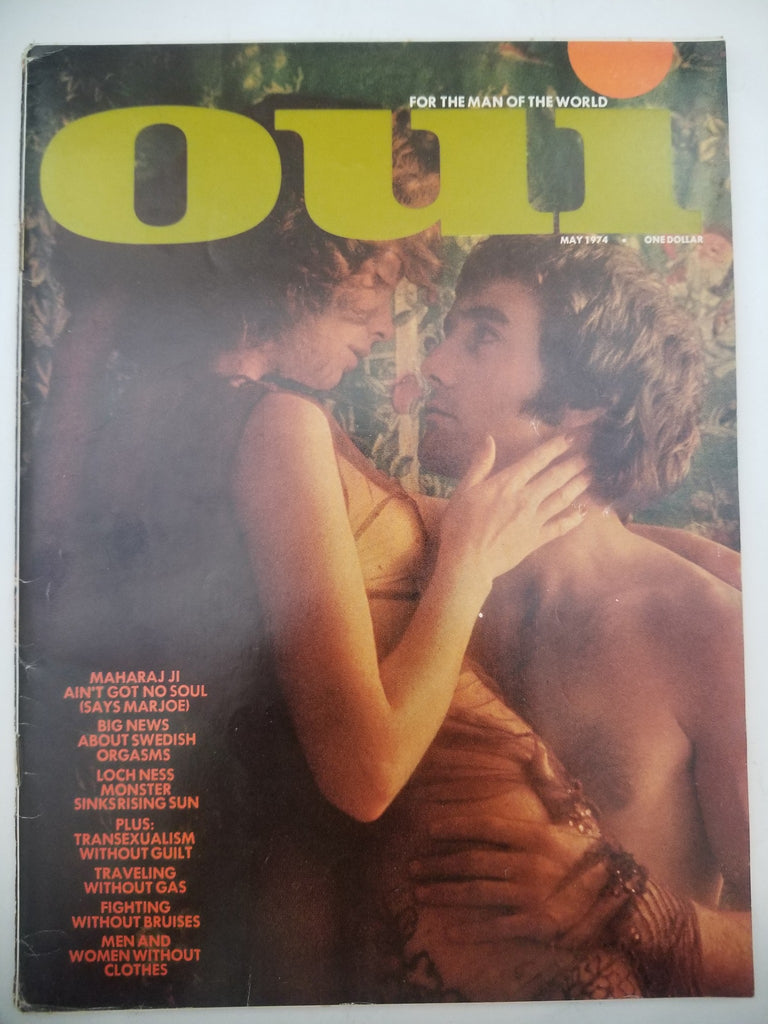 FOR THE MAN OF THE WORLD
oui
MAY 1974 • ONE DOLLAR
MAHARAJ JI
AIN'T GOT NO SOUL
(SAYS MARJOE)
BIG NEWS
ABOUT SWEDISH
ORGASMS
LOCH NESS
MONSTER
SINKS RISING SUN
PLUS:
TRANSEXUALISM
WITHOUT GUILT
TRAVELING
WITHOUT GAS
FIGHTING
WITHOUT BRUISES
MEN AND
WOMEN WITHOUT
CLOTHES